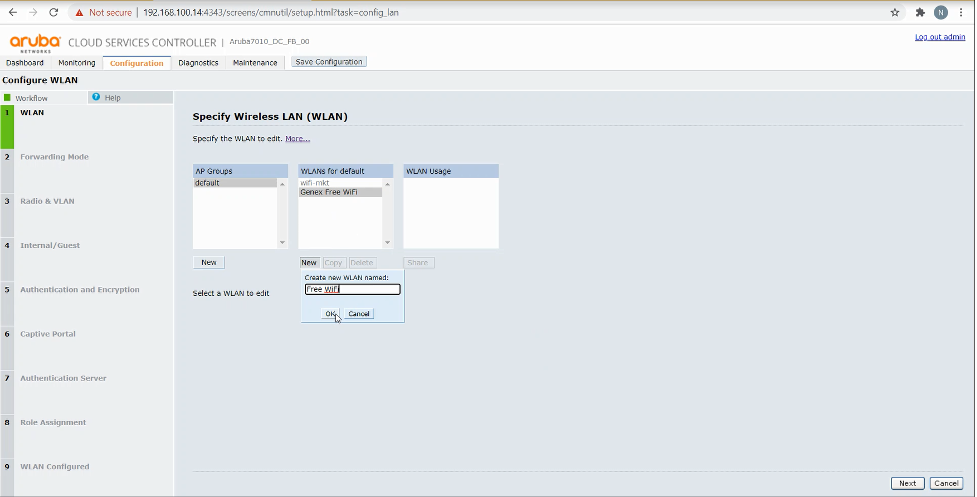 Not secure | 192.168.100.14:4343/screens/cmnutil/setup.html?task=config_lan
N
aruba NETWORKS CLOUD SERVICES CONTROLLER | Aruba7010_DC_FB_00
Log out admin
Dashboard Monitoring Configuration Diagnostics Maintenance Save Configuration
Configure WLAN
Workflow ? Help
1 WLAN
2 Forwarding Mode
3 Radio & VLAN
4 Internal/Guest
5 Authentication and Encryption
6 Captive Portal
7 Authentication Server
8 Role Assignment
9 WLAN Configured
Specify Wireless LAN (WLAN)
Specify the WLAN to edit. More...
AP Groups WLANs for default WLAN Usage
default wifi-mkt
Genex Free WiFi
New New Copy Delete Share
Create new WLAN named:
Free Wifi
Select a WLAN to edit
OK Cancel
Next Cancel